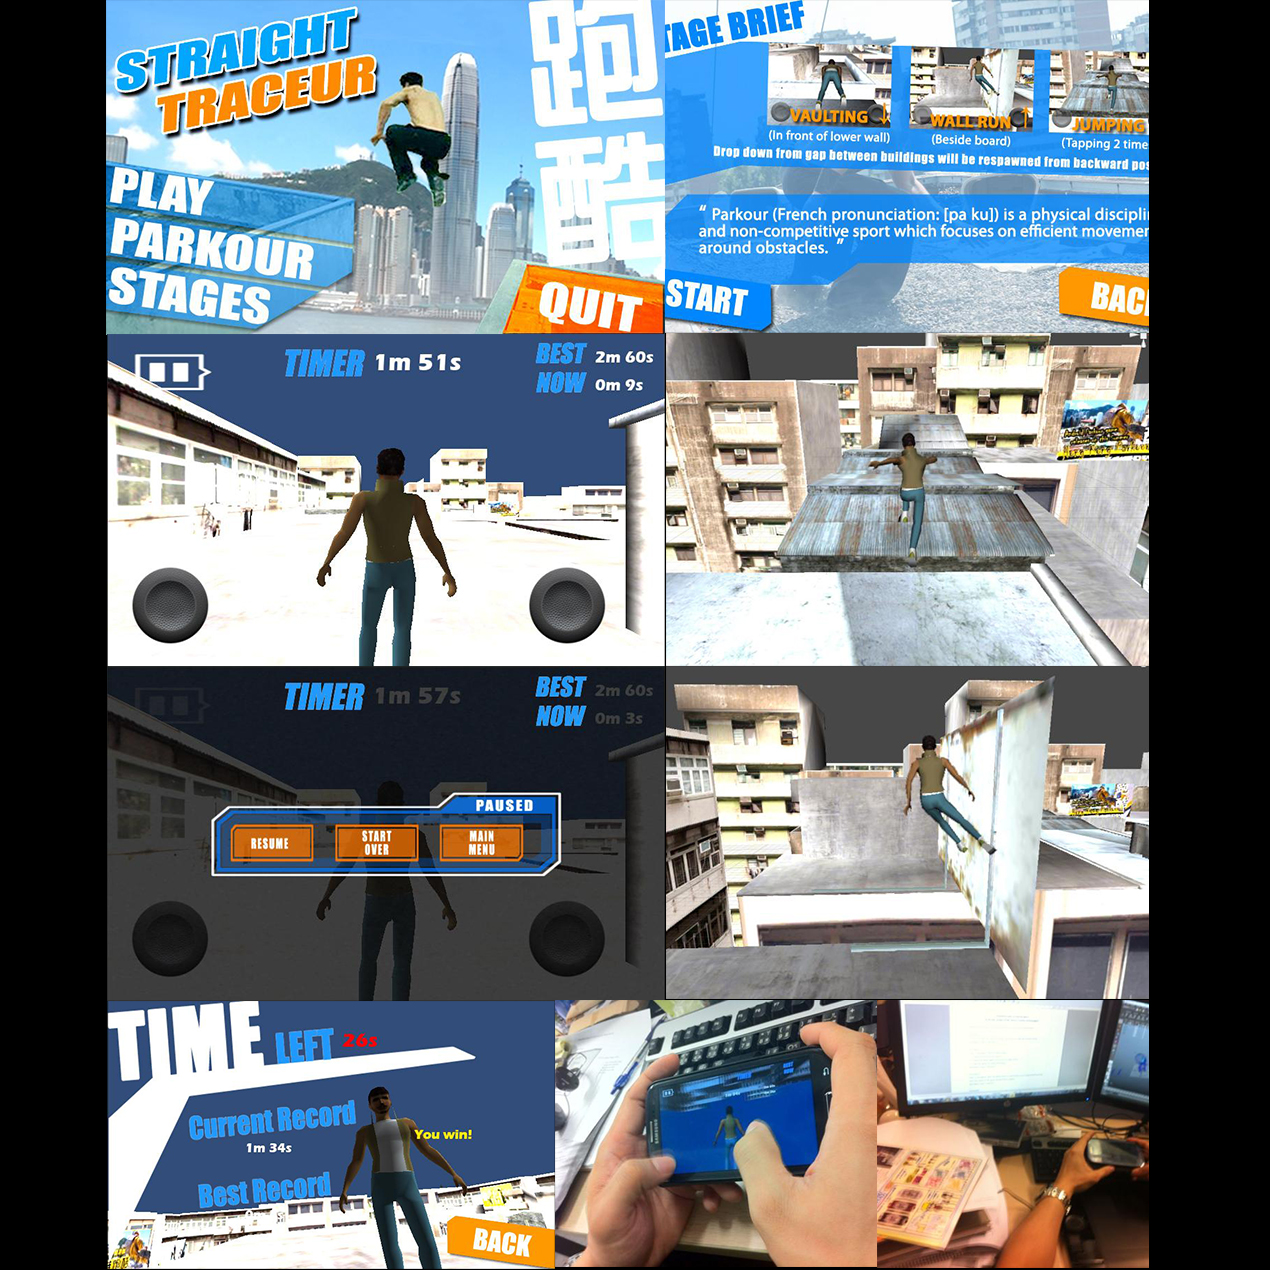 STRAIGHT
TRACEUR
跑
酷
PLAY
PARKOUR
STAGES
QUIT
TAGE BRIEF
VAULTING
(In front of lower wall)
WALL RUN
(Beside board)
JUMPING
(Tapping 2 time
Drop down from gap between buildings will be respawned from backward pos
“ Parkour (French pronunciation: [pa ku]) is a physical discipli
and non-competitive sport which focuses on efficient movemer
around obstacles. ”
START
BAC
TIMER 1m 51s
BEST 2m 60s
NOW 0m 9s
TIMER 1m 57s
BEST 2m 60s
NOW 0m 3s
PAUSED
RESUME
START
OVER
MAIN
MENU
TIME
LEFT 26s
Current Record
1m 34s
You win!
Best Record
BACK
SAMSUNG